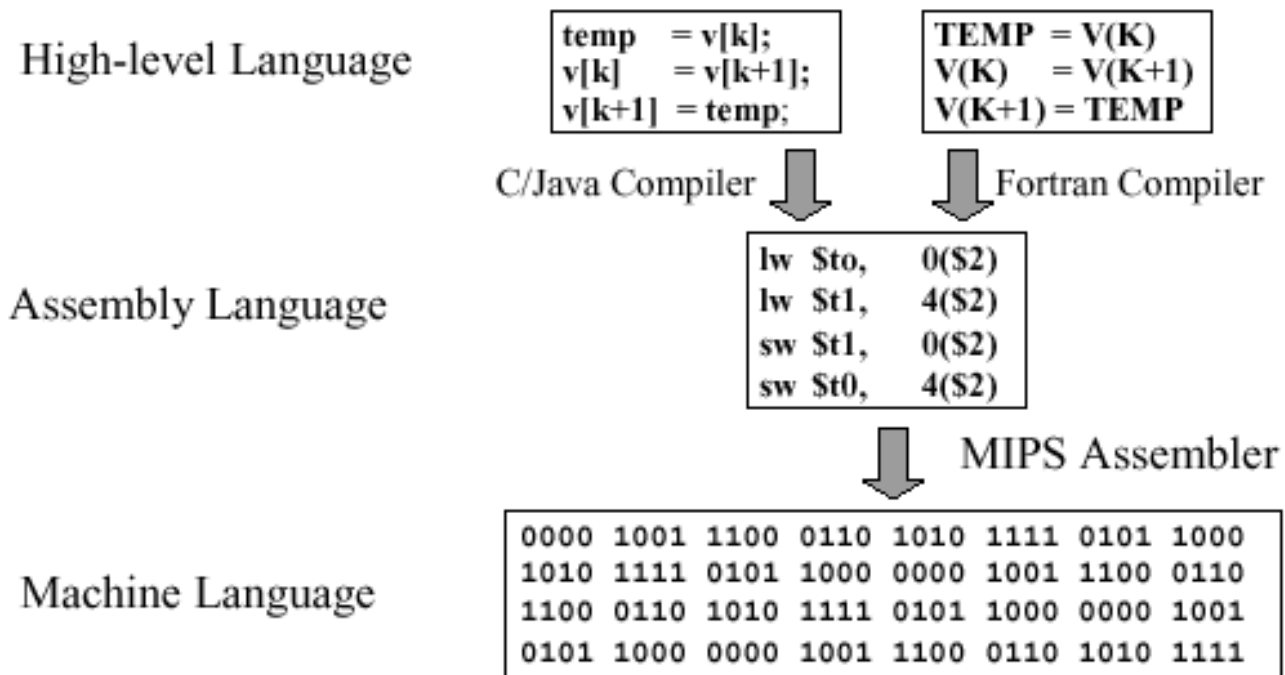 High-level Language
temp = v[k];
v[k] = v[k+1];
v[k+1] = temp;
TEMP = V(K)
V(K) = V(K+1)
V(K+1) = TEMP
C/Java Compiler
Fortran Compiler
Assembly Language
lw $to, 0($2)
lw $t1, 4($2)
sw $t1, 0($2)
sw $t0, 4($2)
MIPS Assembler
Machine Language
0000 1001 1100 0110 1010 1111 0101 1000
1010 1111 0101 1000 0000 1001 1100 0110
1100 0110 1010 1111 0101 1000 0000 1001
0101 1000 0000 1001 1100 0110 1010 1111